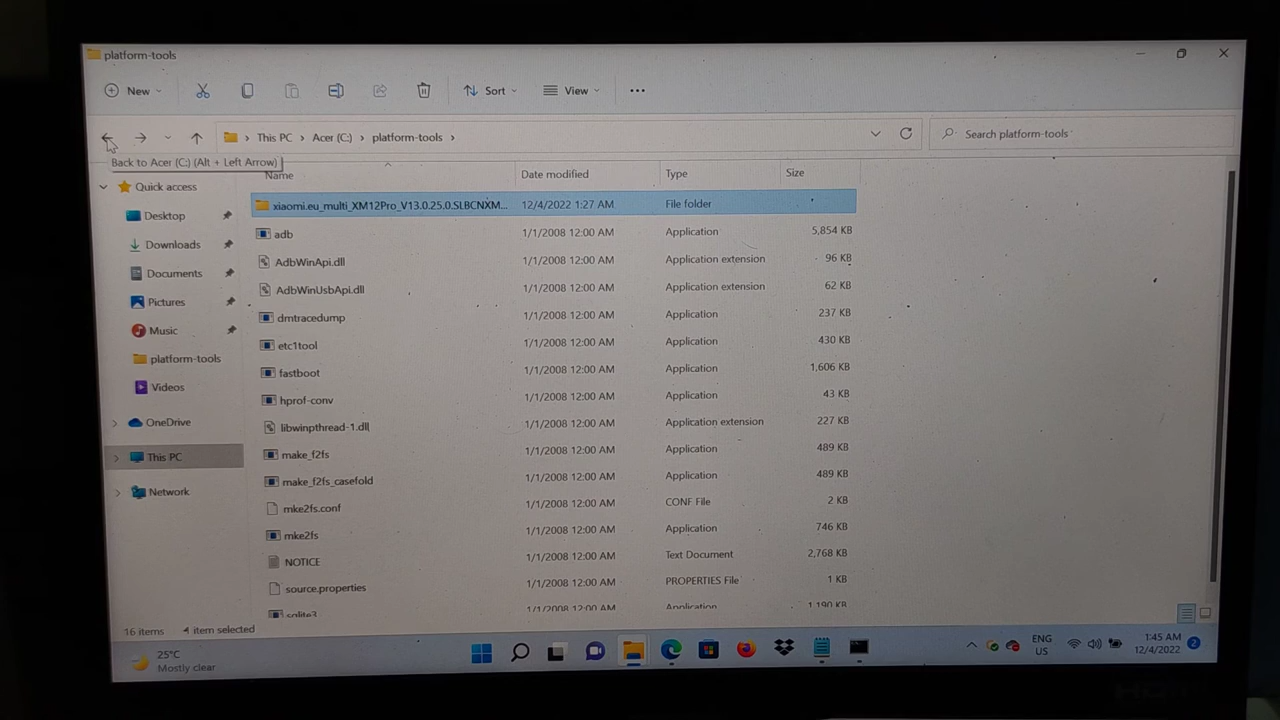 platform-tools
New
Sort
View
This PC > Acer (C:) > platform-tools >
Search platform-tools
Back to Acer (C:) (Alt + Left Arrow)
Name Date modified Type Size
Quick access
Desktop
Downloads
Documents
Pictures
Music
platform-tools
Videos
OneDrive
This PC
Network
xiaomi.eu_multi_XM12Pro_V13.0.25.0.SLBCNXM... 12/4/2022 1:27 AM File folder
adb 1/1/2008 12:00 AM Application 5,854 KB
AdbWinApi.dll 1/1/2008 12:00 AM Application extension 96 KB
AdbWinUsbApi.dll 1/1/2008 12:00 AM Application extension 62 KB
dmtracedump 1/1/2008 12:00 AM Application 237 KB
etc1tool 1/1/2008 12:00 AM Application 430 KB
fastboot 1/1/2008 12:00 AM Application 1,606 KB
hprof-conv 1/1/2008 12:00 AM Application 43 KB
libwinpthread-1.dll 1/1/2008 12:00 AM Application extension 227 KB
make_f2fs 1/1/2008 12:00 AM Application 489 KB
make_f2fs_casefold 1/1/2008 12:00 AM Application 489 KB
mke2fs.conf 1/1/2008 12:00 AM CONF File 2 KB
mke2fs 1/1/2008 12:00 AM Application 746 KB
NOTICE 1/1/2008 12:00 AM Text Document 2,768 KB
source.properties 1/1/2008 12:00 AM PROPERTIES File 1 KB
sqlite3 1/1/2008 12:00 AM Application 1,190 KB
16 items 1 item selected
25°C
Mostly clear
ENG
US
1:45 AM
12/4/2022
2